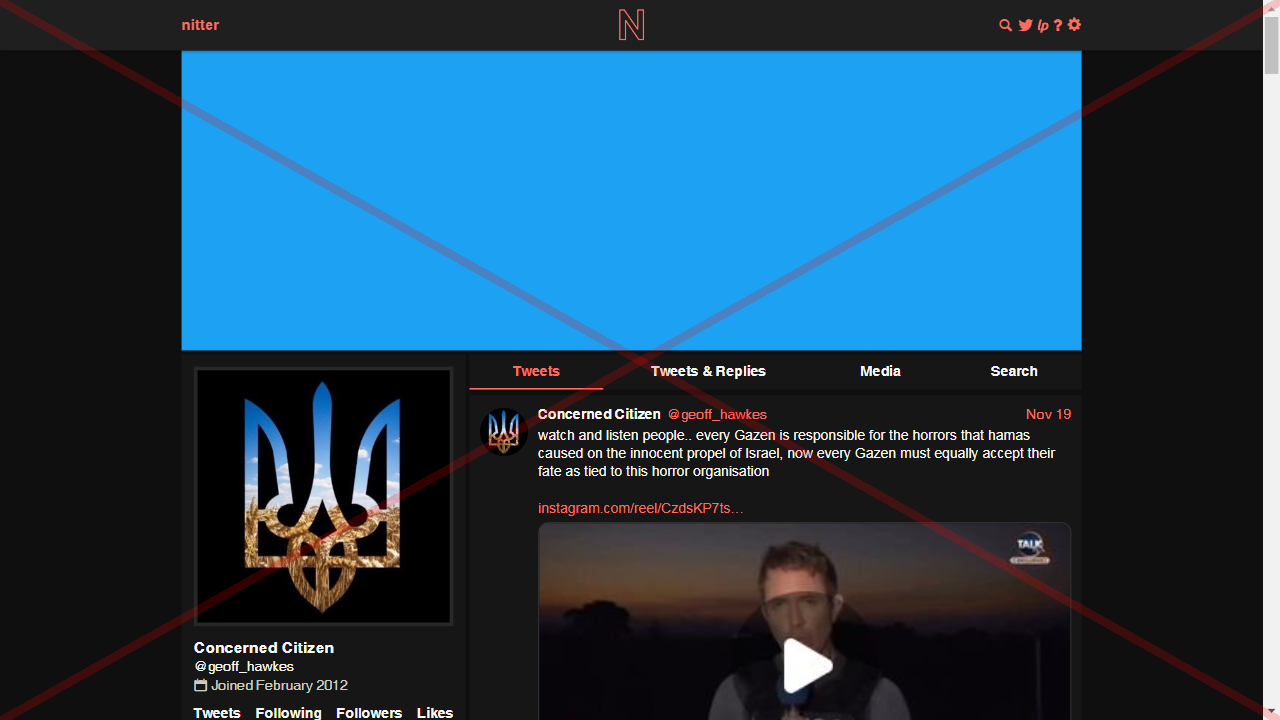 nitter
N
lp ?
Tweets
Tweets & Replies
Media
Search
Concerned Citizen @geoff_hawkes Nov 19
watch and listen people.. every Gazen is responsible for the horrors that hamas
caused on the innocent propel of Israel, now every Gazen must equally accept their
fate as tied to this horror organisation
instagram.com/reel/CzdsKP7ts…
TALK
Concerned Citizen
@geoff_hawkes
Joined February 2012
Tweets Following Followers Likes